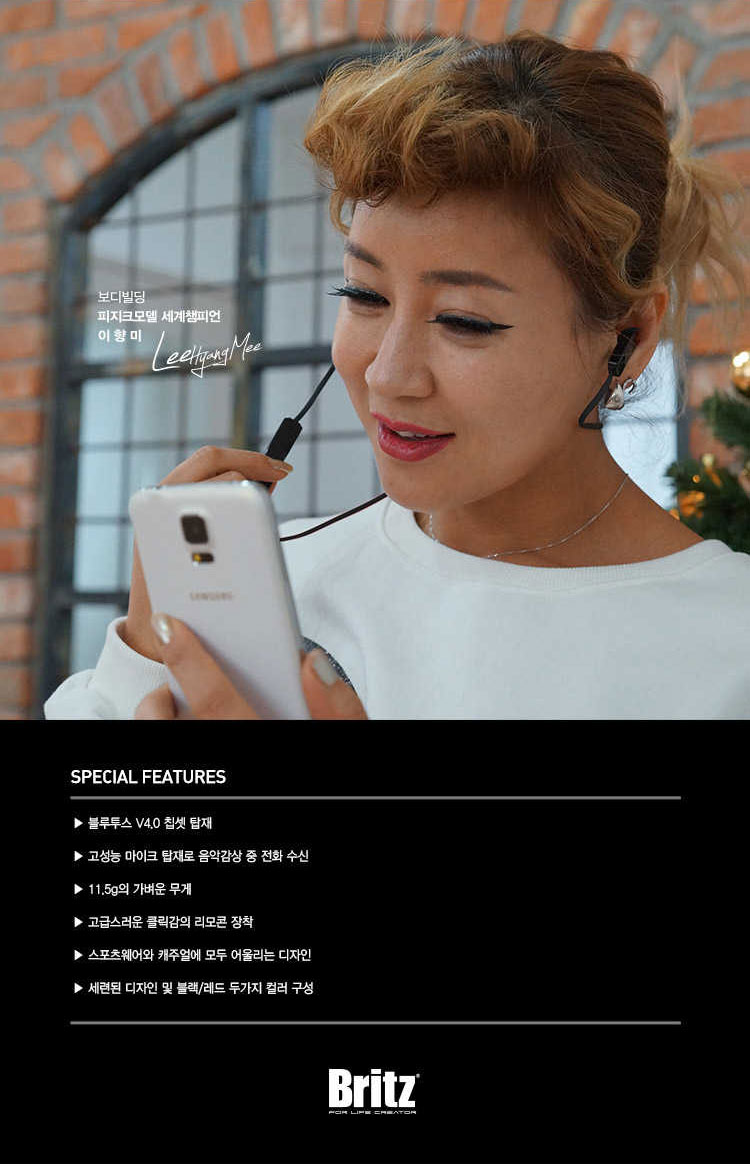 보디빌딩
피지크모델 세계챔피언
이 향 미
LeeHyangMee
SAMSUNG
SPECIAL FEATURES
▶ 블루투스 V4.0 칩셋 탑재
▶ 고성능 마이크 탑재로 음악감상 중 전화 수신
▶ 11.5g의 가벼운 무게
▶ 고급스러운 클릭감의 리모콘 장착
▶ 스포츠웨어와 캐주얼에 모두 어울리는 디자인
▶ 세련된 디자인 및 블랙/레드 두가지 컬러 구성
Britz®
FOR LIFE CREATOR